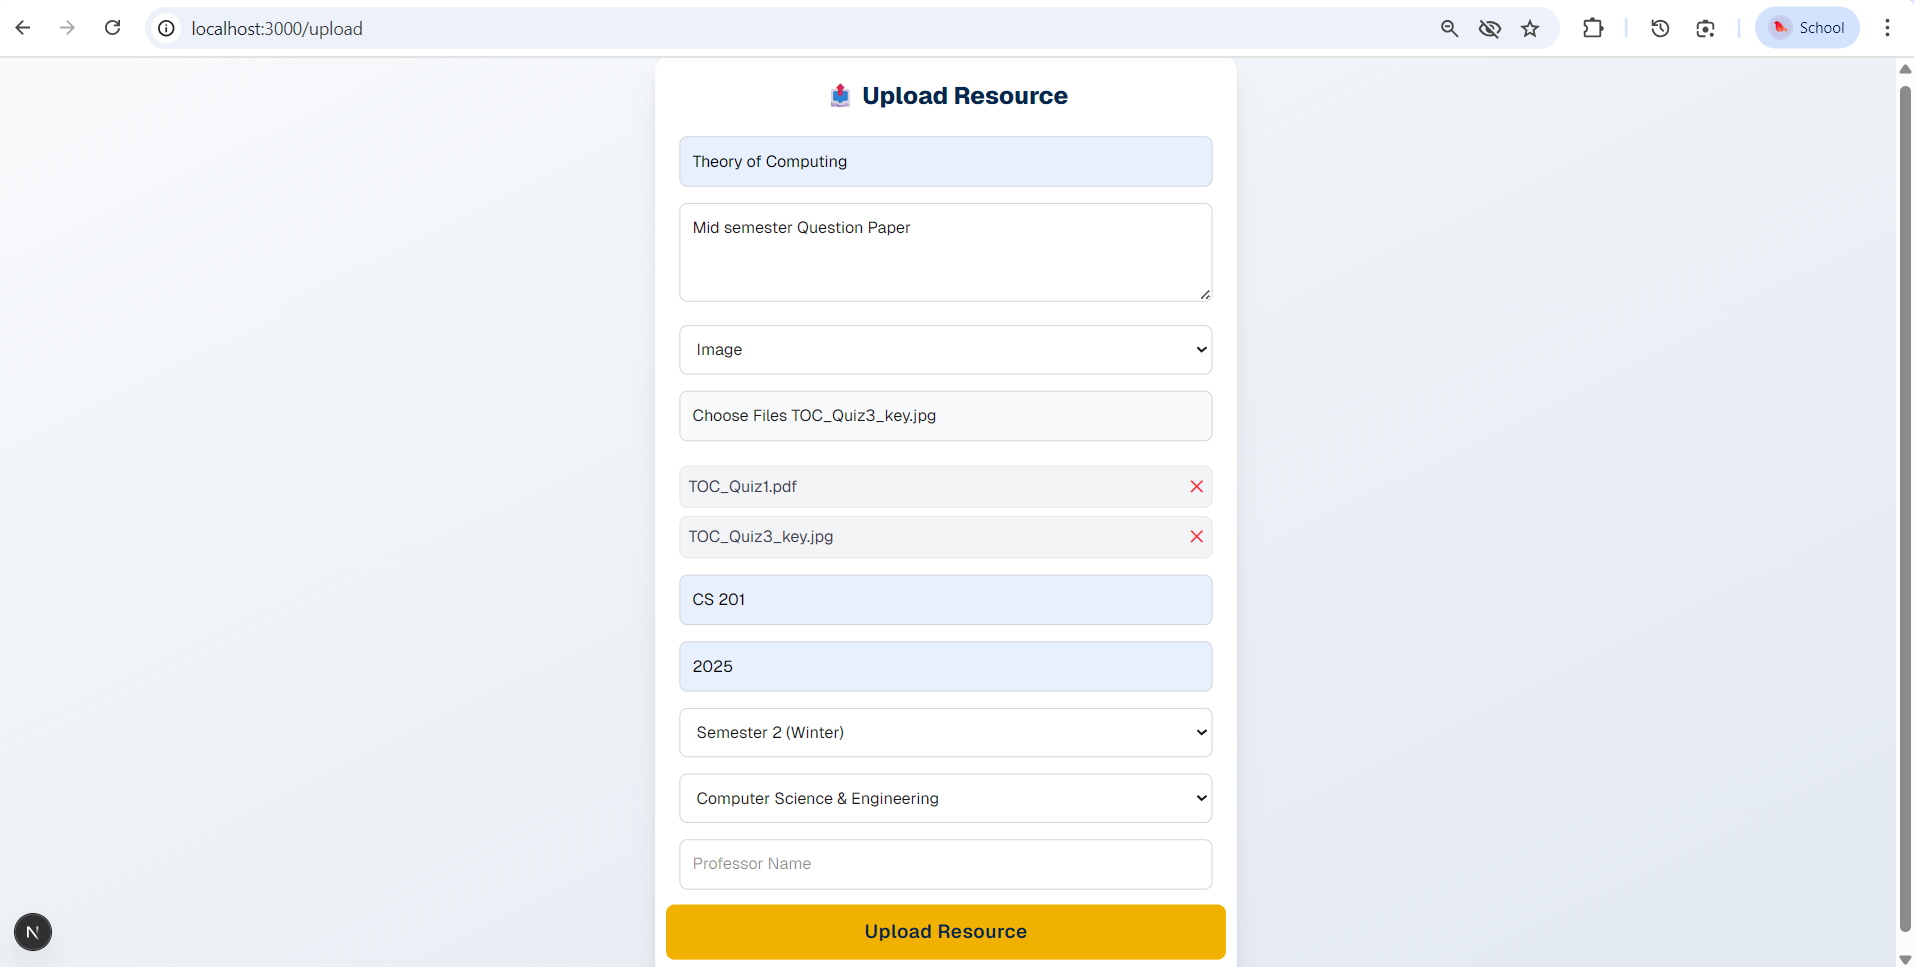 localhost:3000/upload
School
Upload Resource
Theory of Computing
Mid semester Question Paper
Image
Choose Files TOC_Quiz3_key.jpg
TOC_Quiz1.pdf
TOC_Quiz3_key.jpg
CS 201
2025
Semester 2 (Winter)
Computer Science & Engineering
Professor Name
Upload Resource
N